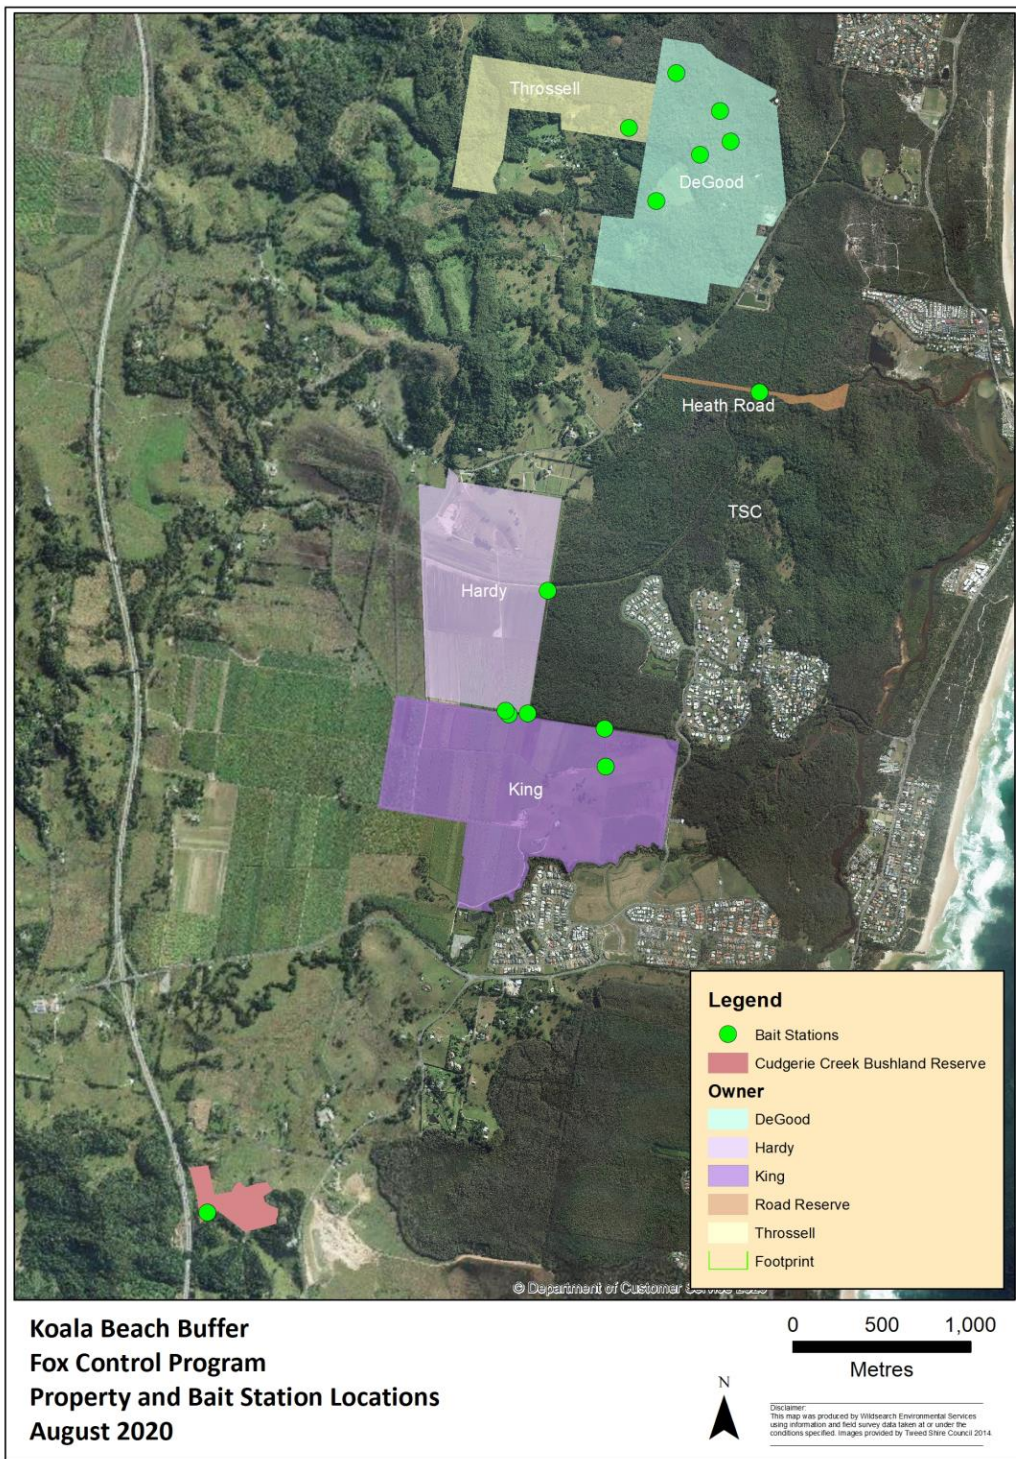 Throssell
DeGood
Heath Road
TSC
Hardy
King
Legend
Bait Stations
Cudgerie Creek Bushland Reserve
Owner
DeGood
Hardy
King
Road Reserve
Throssell
Footprint
© Department of Customer
Koala Beach Buffer
Fox Control Program
Property and Bait Station Locations
August 2020
0 500 1,000
Metres
N
Disclaimer:
This map was produced by Wildsearch Environmental Services
using information and field survey data taken at or under the
conditions specified. Images provided by Tweed Shire Council 2014.